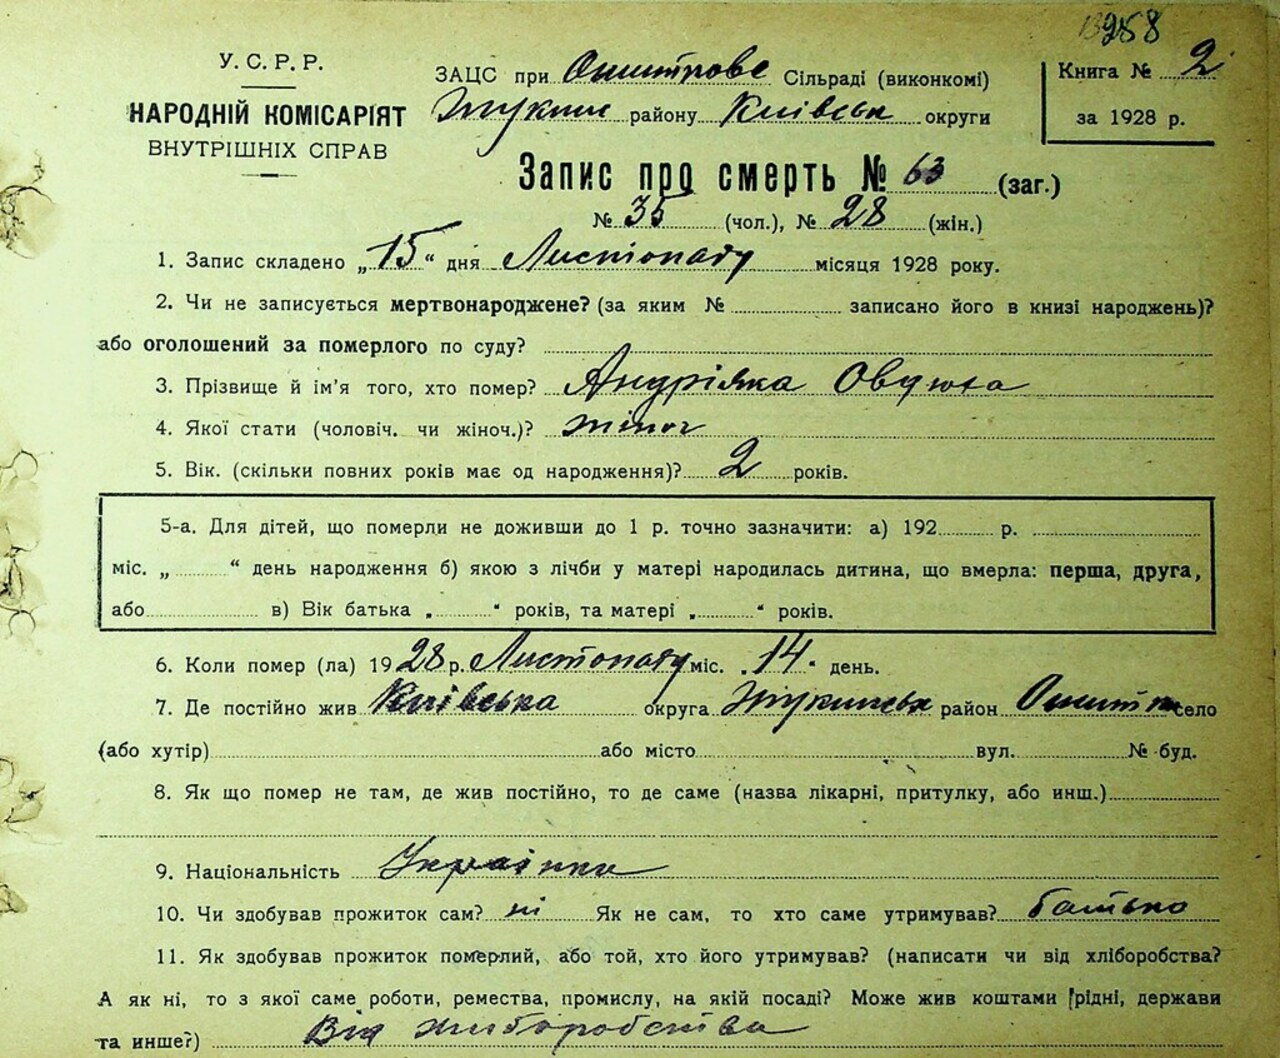 258
У. С. Р. Р.
НАРОДНІЙ КОМІСАРІЯТ
ВНУТРІШНІХ СПРАВ
ЗАЦС при Сільраді (виконкомі)
району Київськ округи
Книга № 2
за 1928 р.
Запис про смерть № 63 (заг.)
№ 35 (чол.), № 28 (жін.)
1. Запис складено „15“ дня Листопаду місяця 1928 року.
2. Чи не записується мертвонароджене? (за яким № записано його в книзі народжень)?
або оголошений за померлого по суду?
3. Прізвище й ім'я того, хто помер? Андріяка
4. Якої стати (чоловіч. чи жіноч.)? жіноч
5. Вік. (скільки повних років має од народження)? 2 років.
5-а. Для дітей, що померли не доживши до 1 р. точно зазначити: а) 192 р.
міс. „ “ день народження б) якою з лічби у матері народилась дитина, що вмерла: перша, друга,
або в) Вік батька „ “ років, та матері „ “ років.
6. Коли помер (ла) 1928 р. Листопаду міс. „14“ день.
7. Де постійно жив Київська округа район село
(або хутір) або місто вул. № буд.
8. Як що помер не там, де жив постійно, то де саме (назва лікарні, притулку, або инш.)
9. Національність Українка
10. Чи здобував прожиток сам? ні Як не сам, то хто саме утримував? батько
11. Як здобував прожиток померлий, або той, хто його утримував? (написати чи від хліборобства?
А як ні, то з якої саме роботи, ремества, промислу, на якій посаді? Може жив коштами рідні, держави
та инше?) Від хліборобства